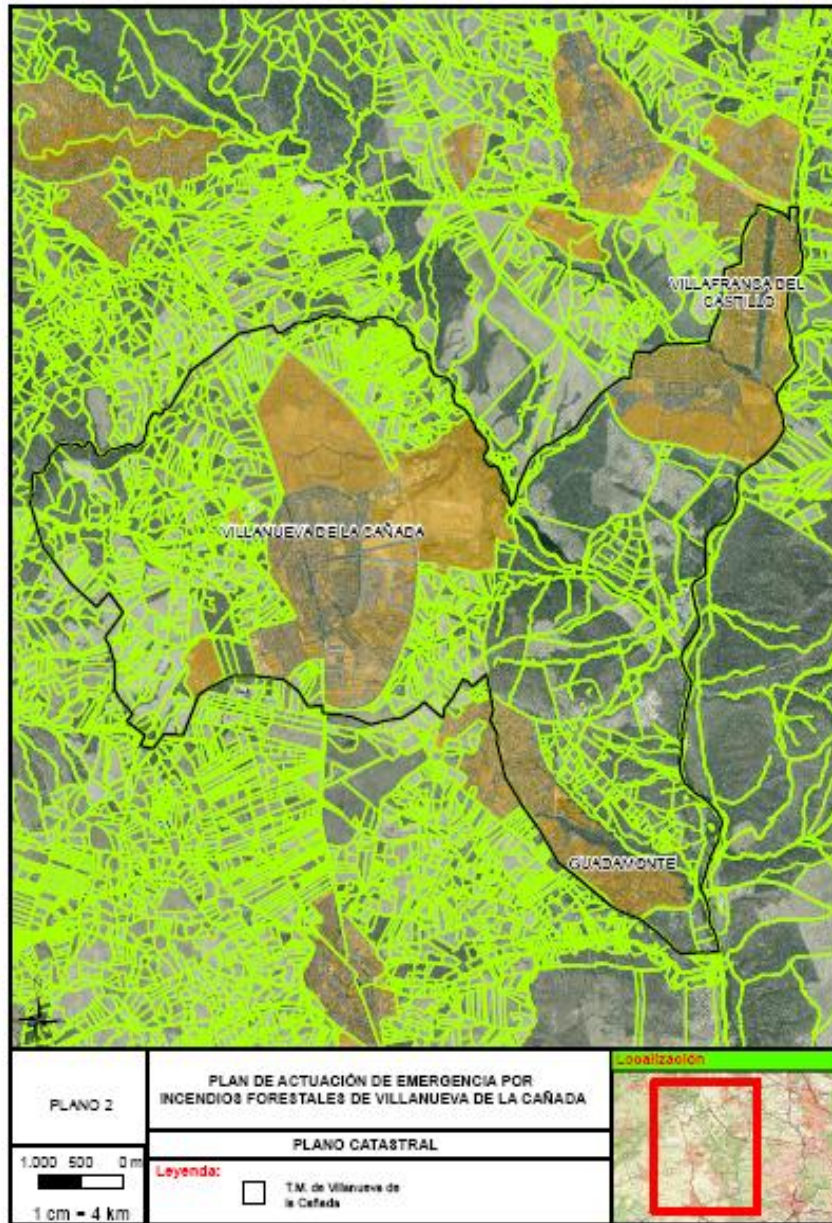 VILLAFRANCA DEL
CASTILLO
VILLANUEVA DE LA CAÑADA
GUADAMONTE
N
PLANO 2
PLAN DE ACTUACIÓN DE EMERGENCIA POR
INCENDIOS FORESTALES DE VILLANUEVA DE LA CAÑADA
PLANO CATASTRAL
Localización
1.000 500 0 m
1 cm = 4 km
Leyenda:
T.M. de Villanueva de
la Cañada